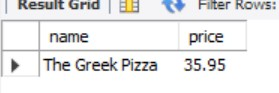 Result Grid Filter Rows:
name price
The Greek Pizza 35.95